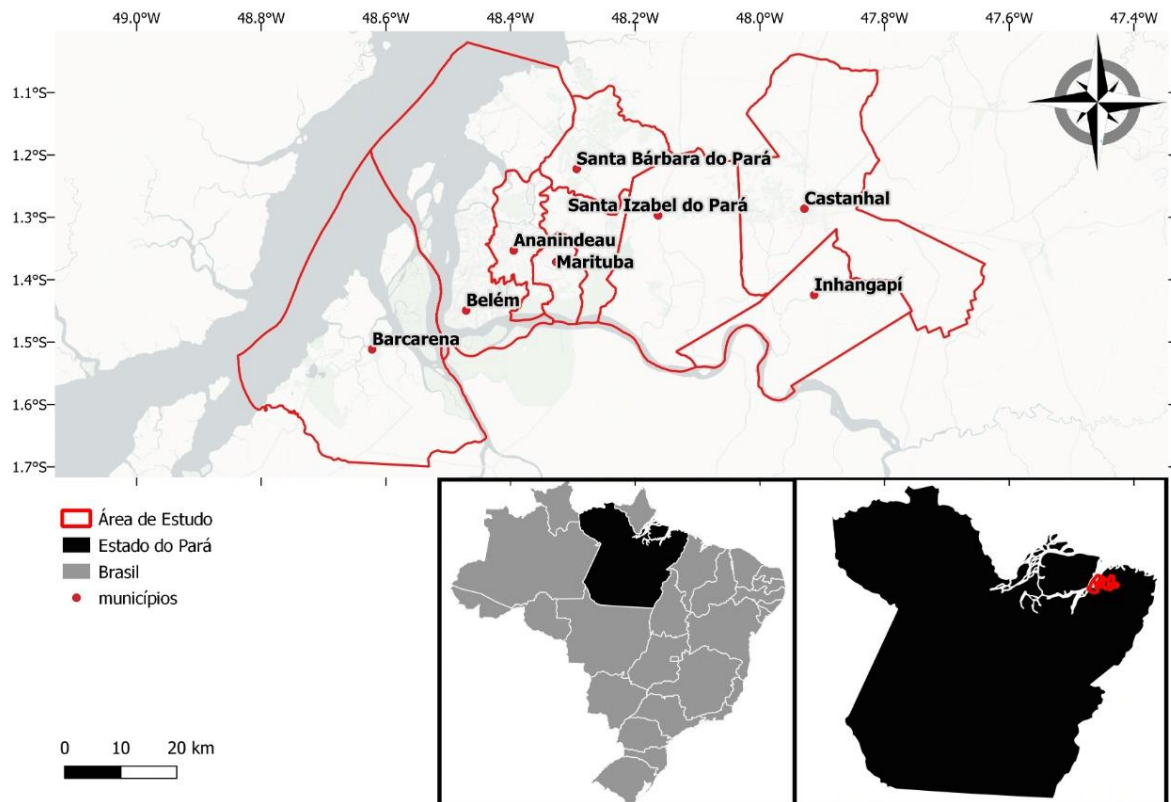 49.0°W 48.8°W 48.6°W 48.4°W 48.2°W 48.0°W 47.8°W 47.6°W 47.4°W
1.1°S
1.2°S
Santa Bárbara do Pará
Santa Izabel do Pará
Castanhal
1.3°S
Ananindeau
Marituba
1.4°S
Inhangapí
Belém
Barcarena
1.5°S
1.6°S
1.7°S
Área de Estudo
Estado do Pará
Brasil
municípios
0 10 20 km